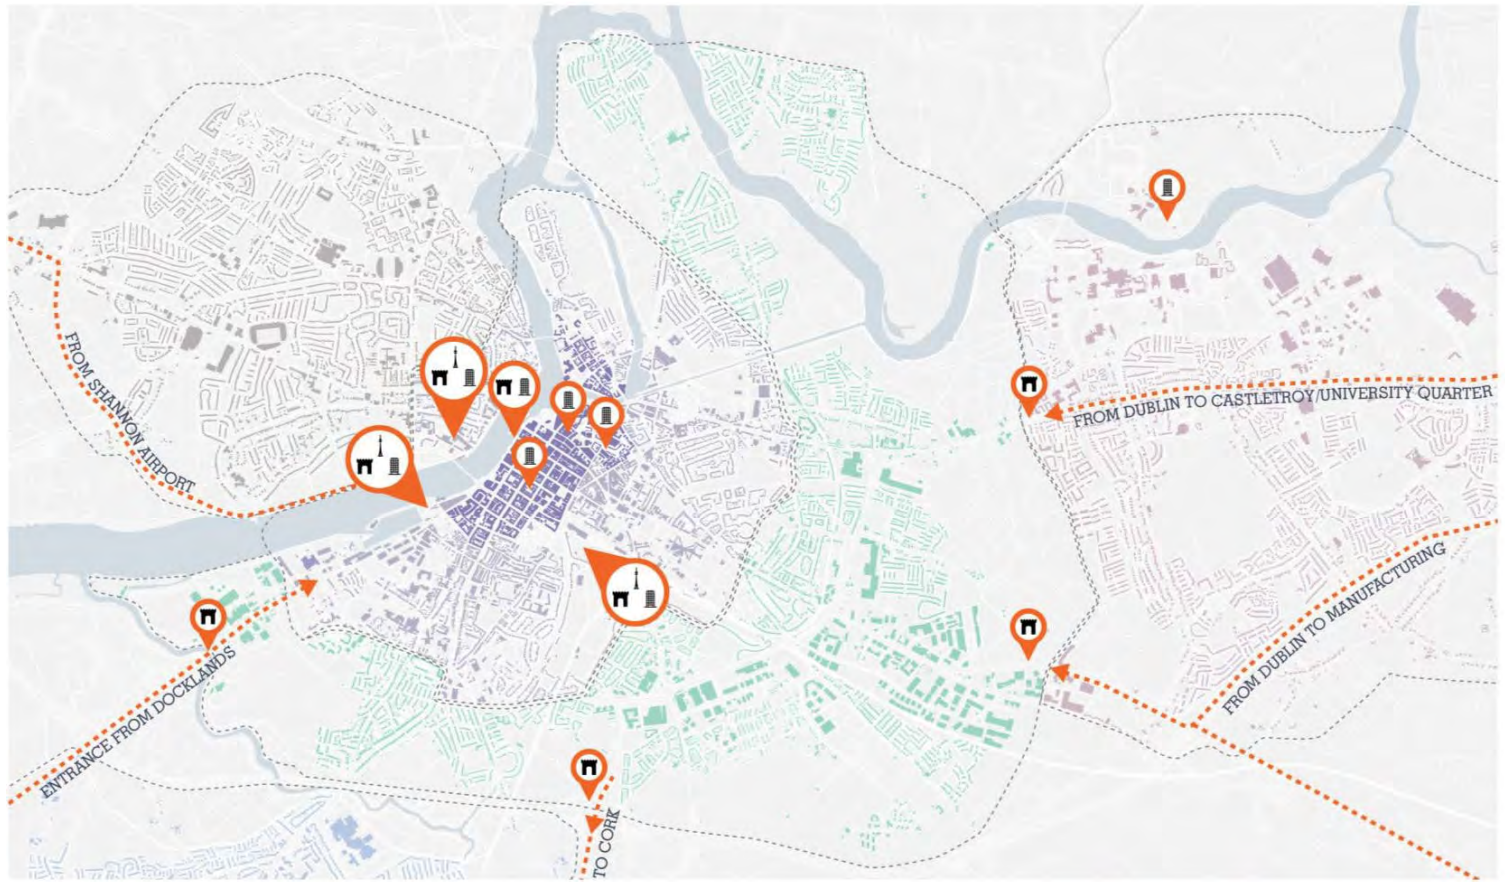 FROM SHANNON AIRPORT
FROM DUBLIN TO CASTLETROY/UNIVERSITY QUARTER
FROM DUBLIN TO MANUFACTURING
ENTRANCE FROM DOCKLANDS
TO CORK